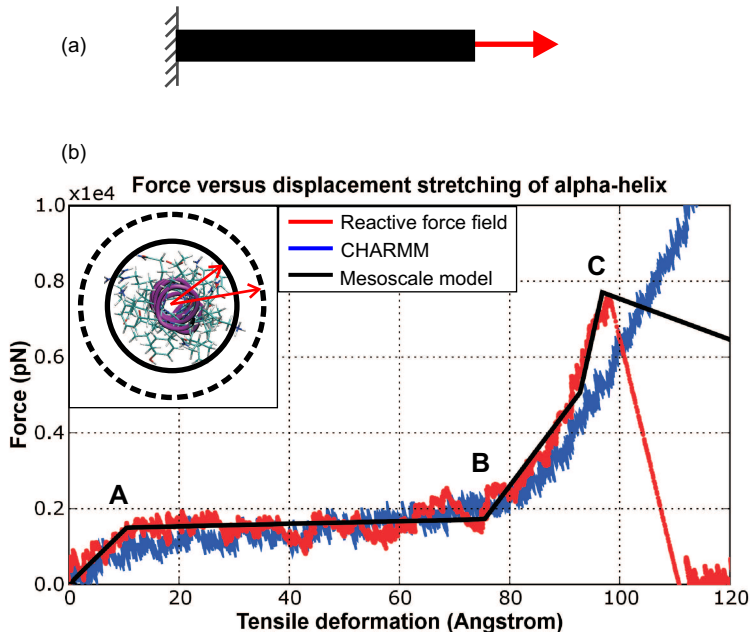 (a)
(b)
Force versus displacement stretching of alpha-helix
x1e4
1.0
0.8
0.6
0.4
0.2
0.0
Force (pN)
Reactive force field
CHARMM
Mesoscale model
A
B
C
0
20
40
60
80
100
120
Tensile deformation (Angstrom)